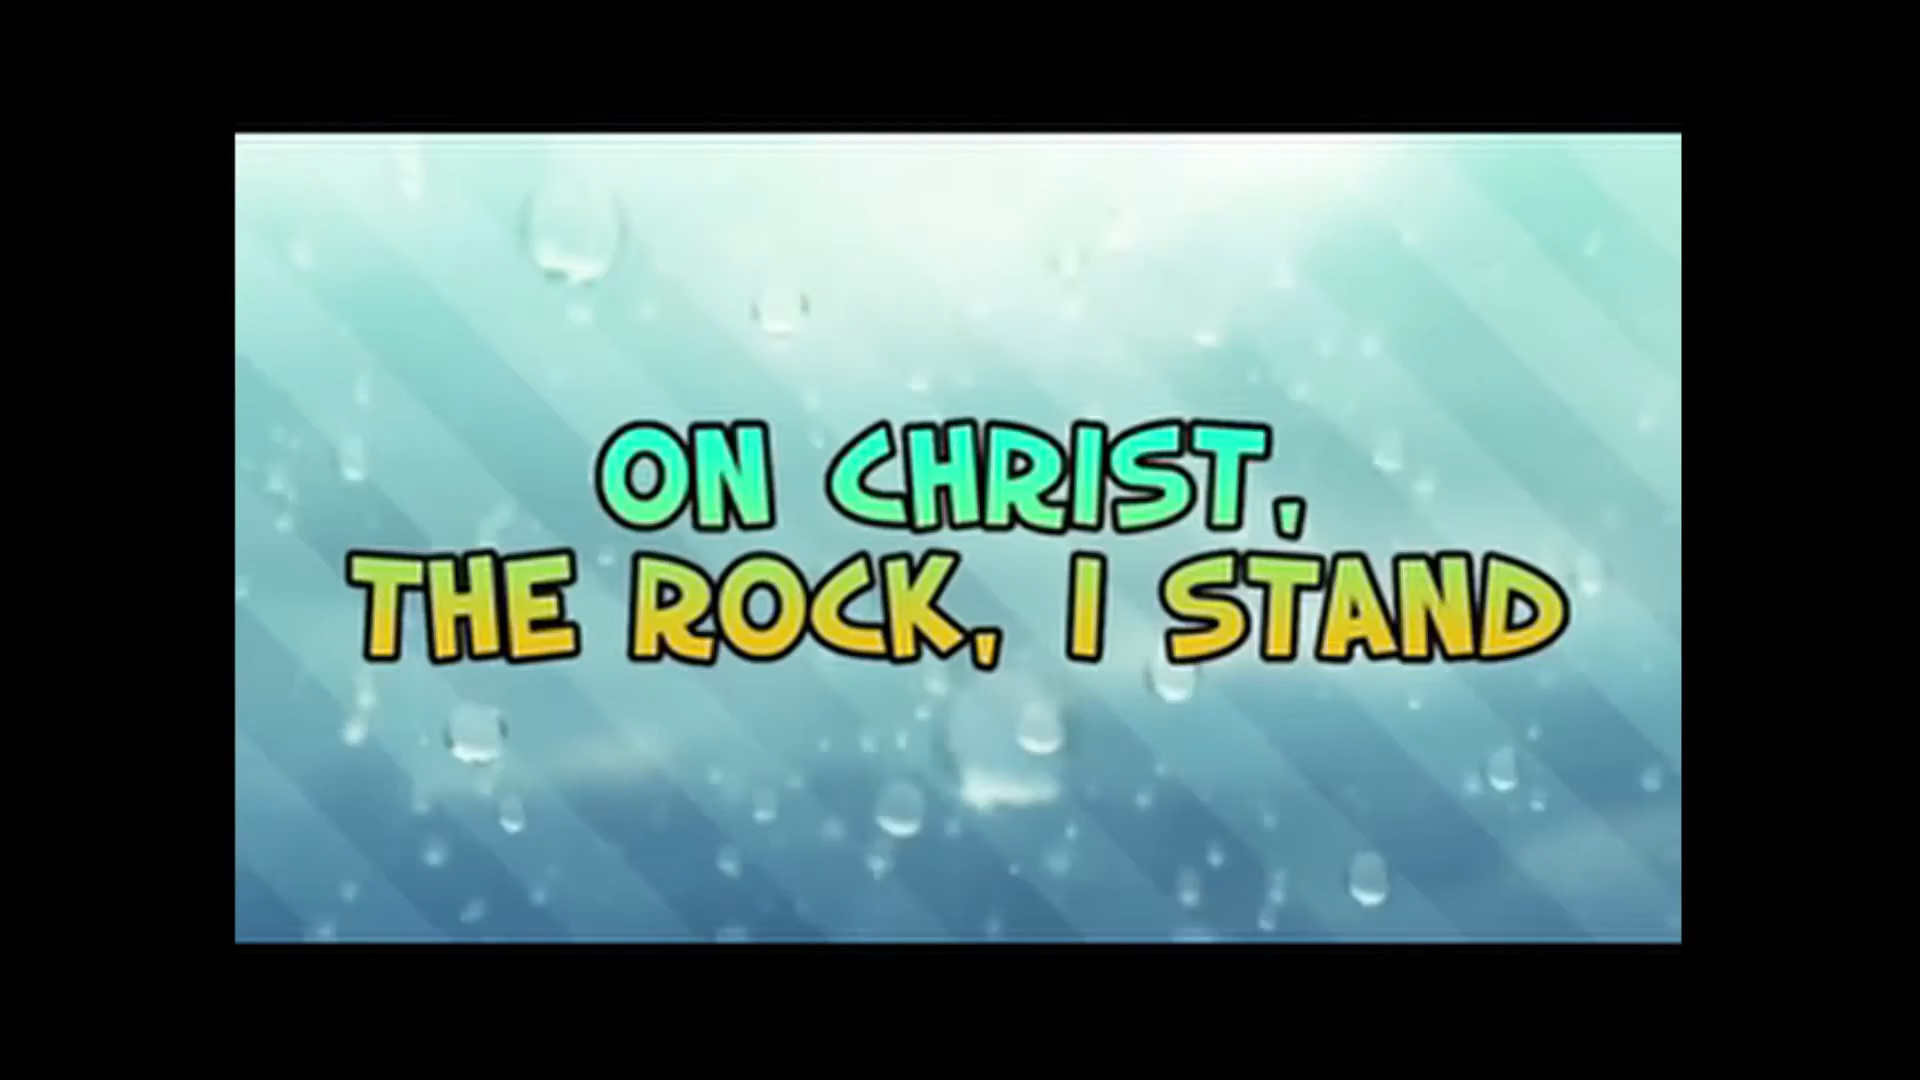 ON CHRIST,
THE ROCK, I STAND